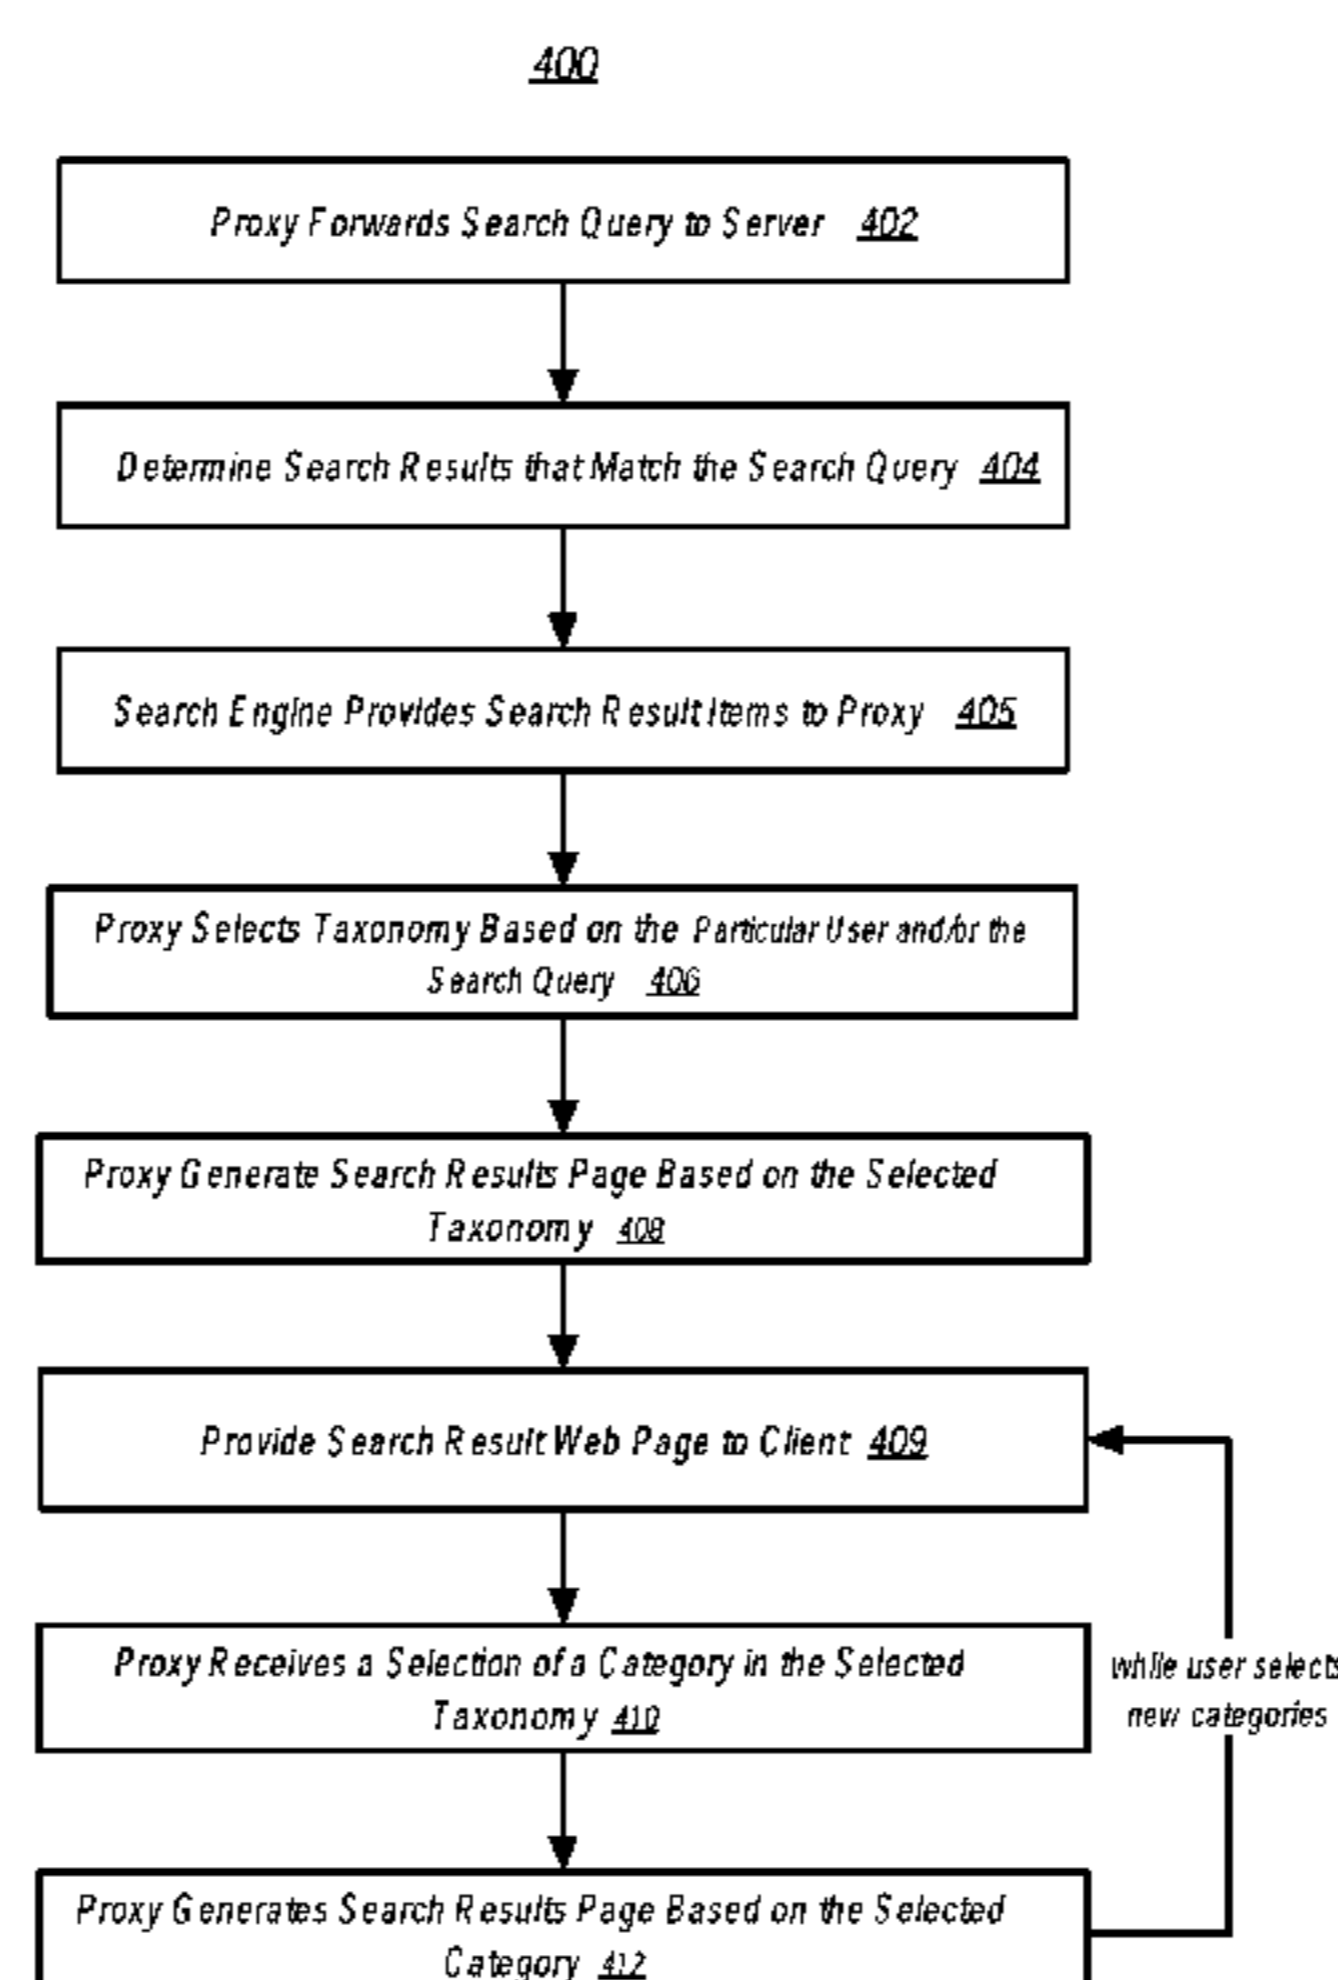 400
Proxy Forwards Search Query to Server 402
Determine Search Results that Match the Search Query 404
Search Engine Provides Search Result Items to Proxy 405
Proxy Selects Taxonomy Based on the Particular User and/or the
Search Query 406
Proxy Generate Search Results Page Based on the Selected
Taxonomy 408
Provide Search Result Web Page to Client 409
Proxy Receives a Selection of a Category in the Selected
Taxonomy 410
while user selects
new categories
Proxy Generates Search Results Page Based on the Selected
Category 412